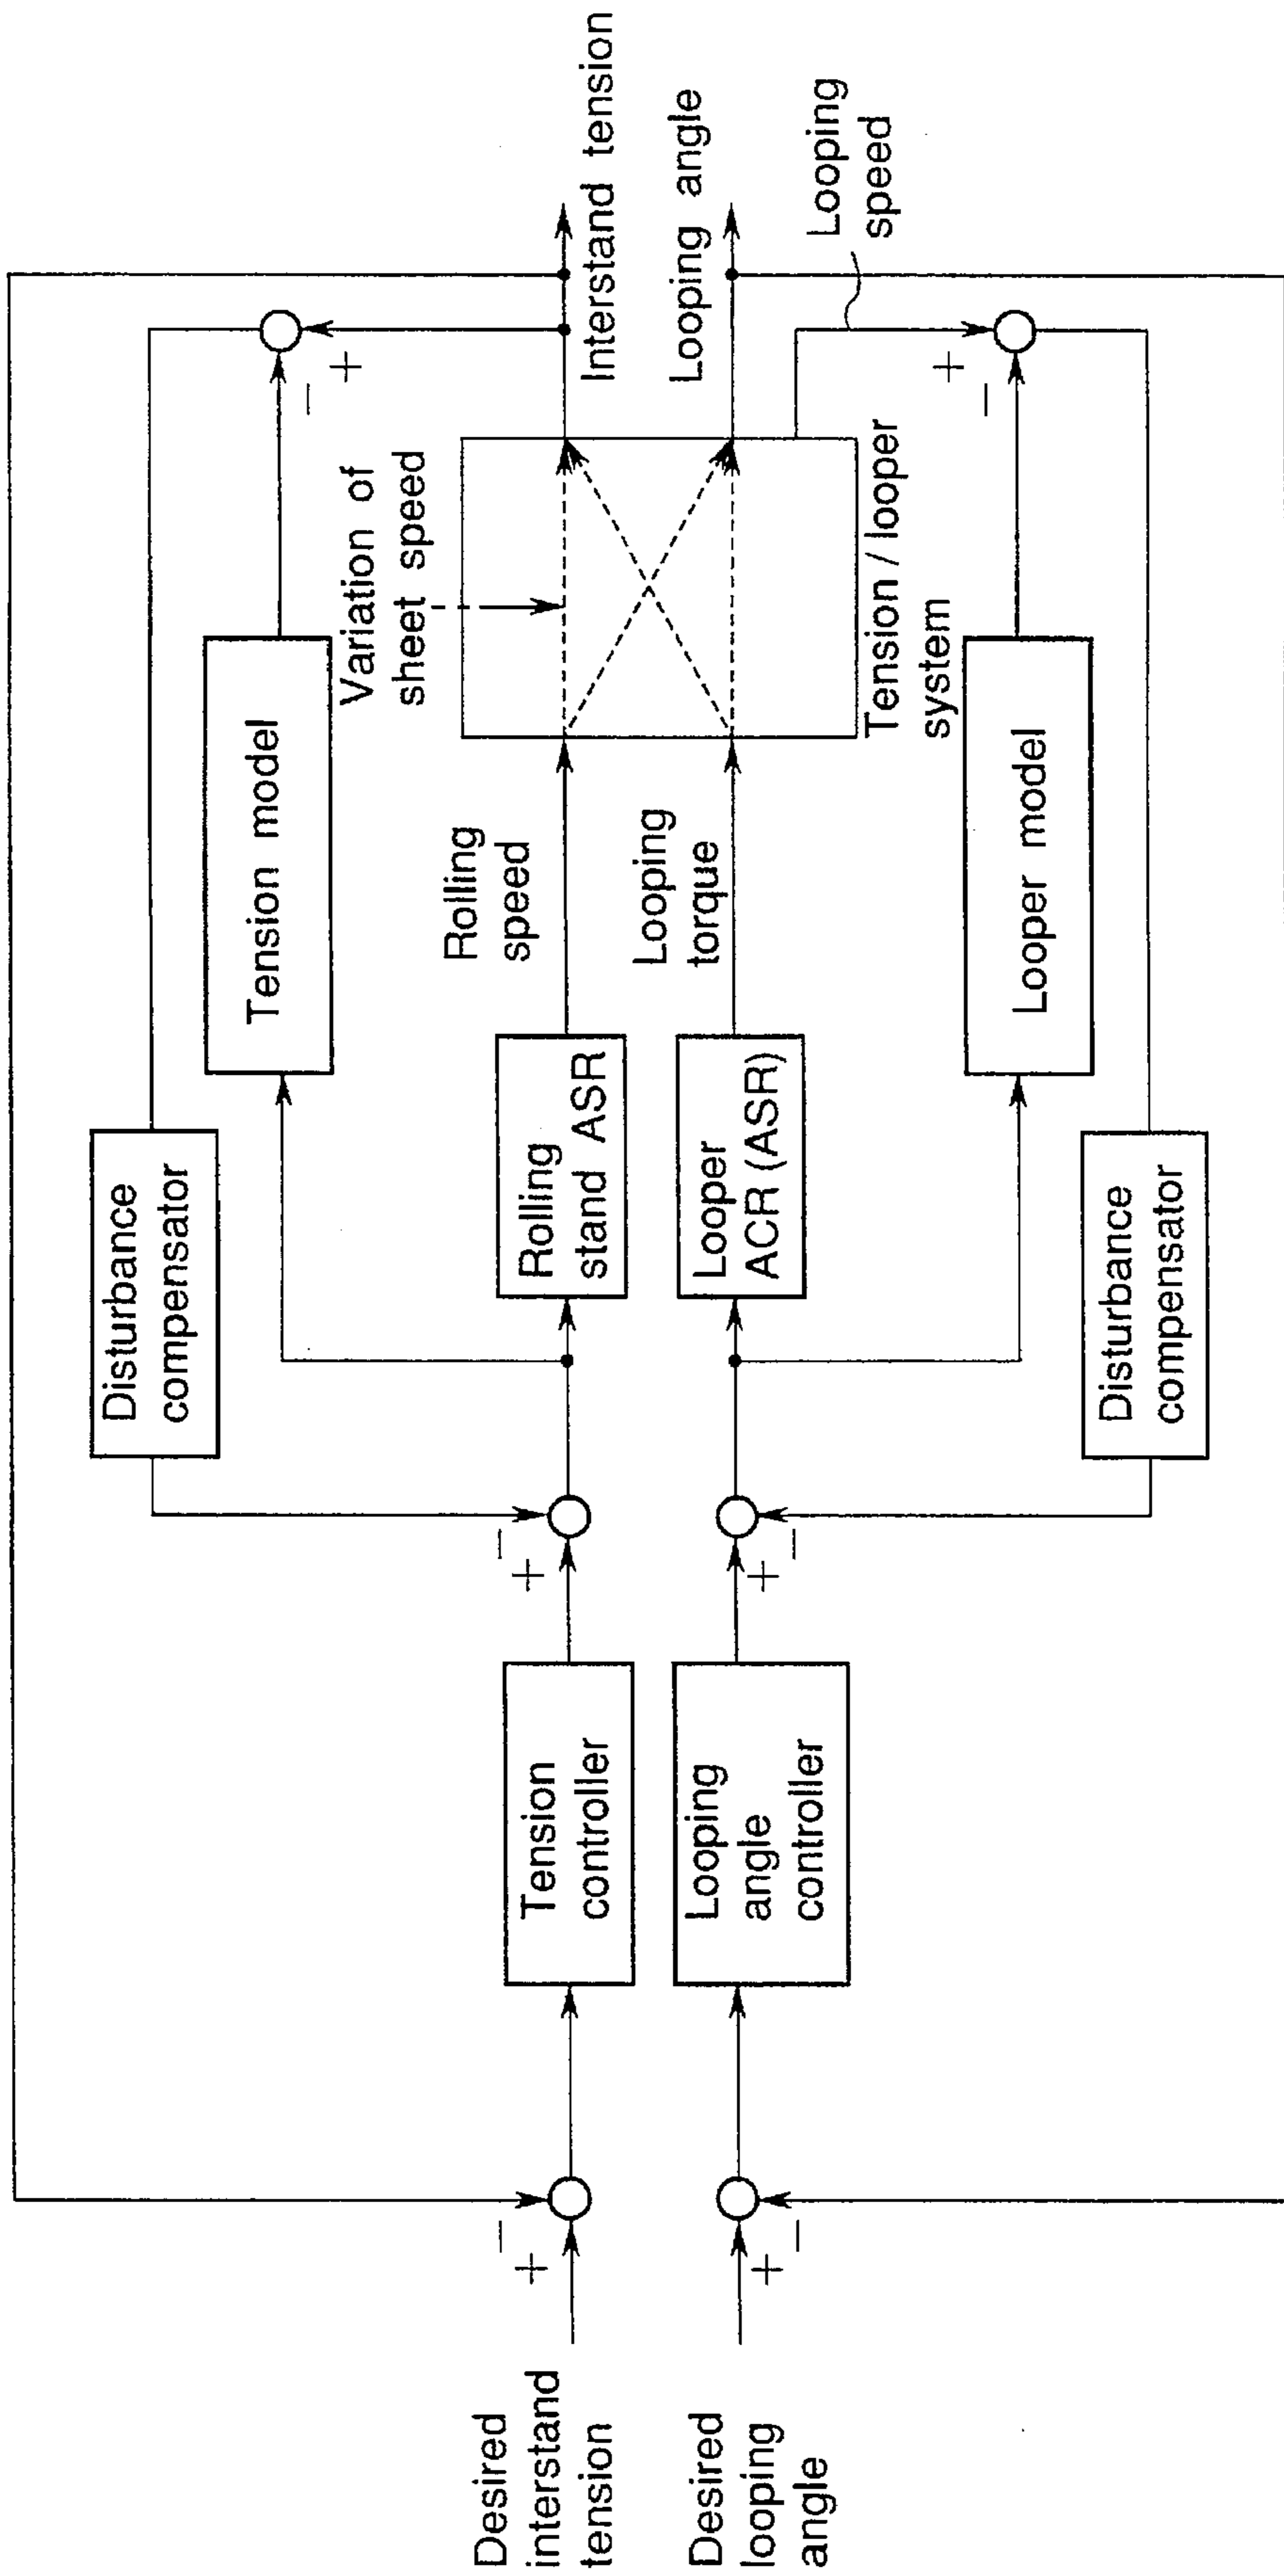 Desired
interstand
tension
Desired
looping
angle
−
+
+
−
Tension
controller
Looping
angle
controller
−
+
+
−
Disturbance
compensator
Rolling
stand ASR
Looper
ACR (ASR)
Disturbance
compensator
Tension model
Rolling
speed
Looping
torque
Looper model
Variation of
sheet speed
Tension / looper
system
−
+
+
−
Interstand tension
Looping angle
Looping
speed